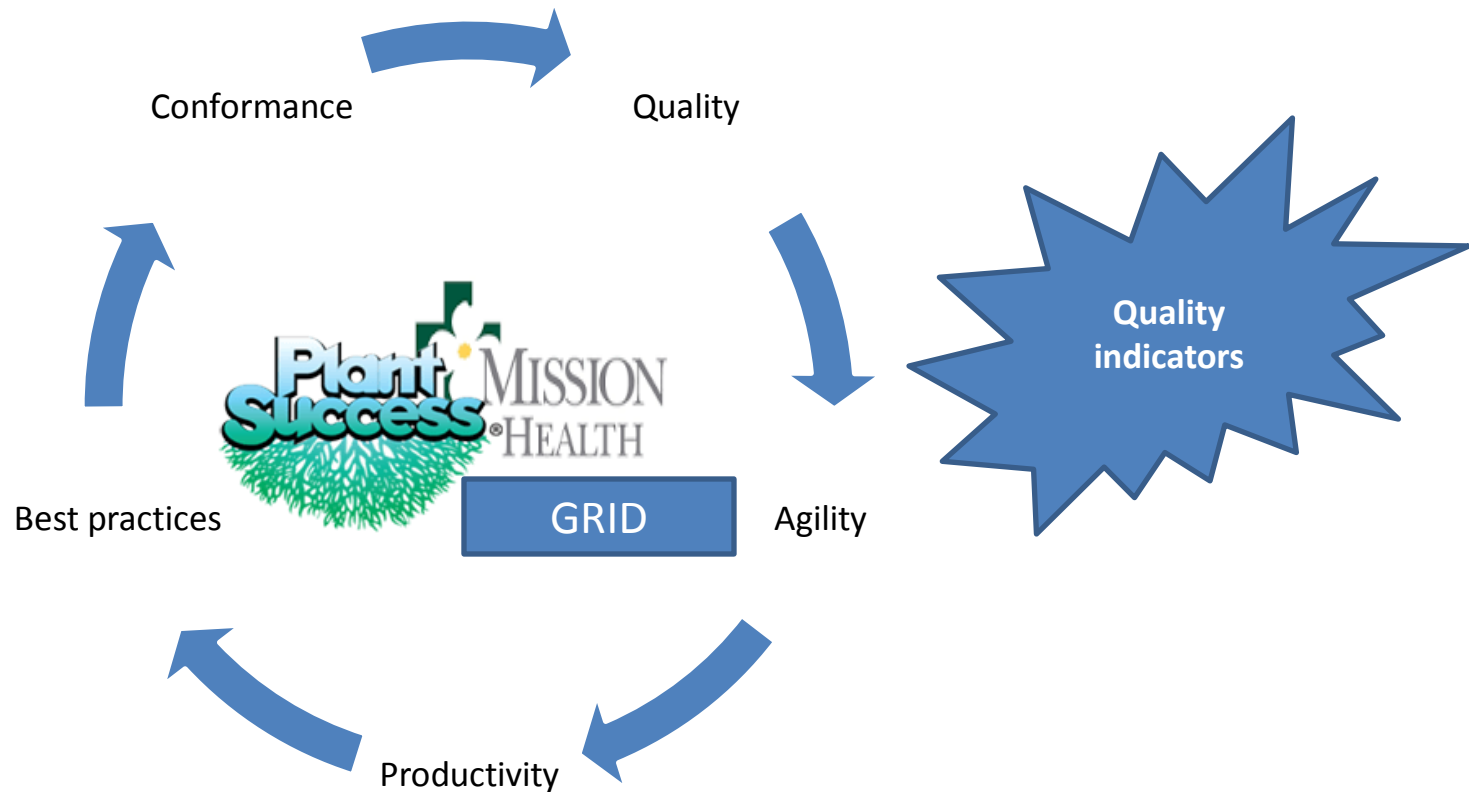 Conformance
Quality
Quality
indicators
Plant
Success
MISSION
®HEALTH
GRID
Best practices
Agility
Productivity